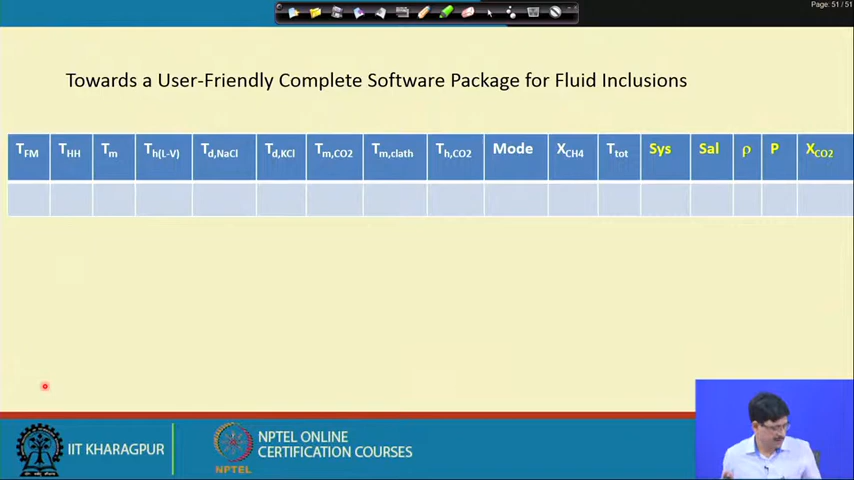 Page: 51 / 51
Towards a User-Friendly Complete Software Package for Fluid Inclusions
TFM THH Tm Th(L-V) Td,NaCl Td,KCl Tm,CO2 Tm,clath Th,CO2 Mode XCH4 Ttot Sys Sal ρ P XCO2
IIT KHARAGPUR
NPTEL
NPTEL ONLINE
CERTIFICATION COURSES